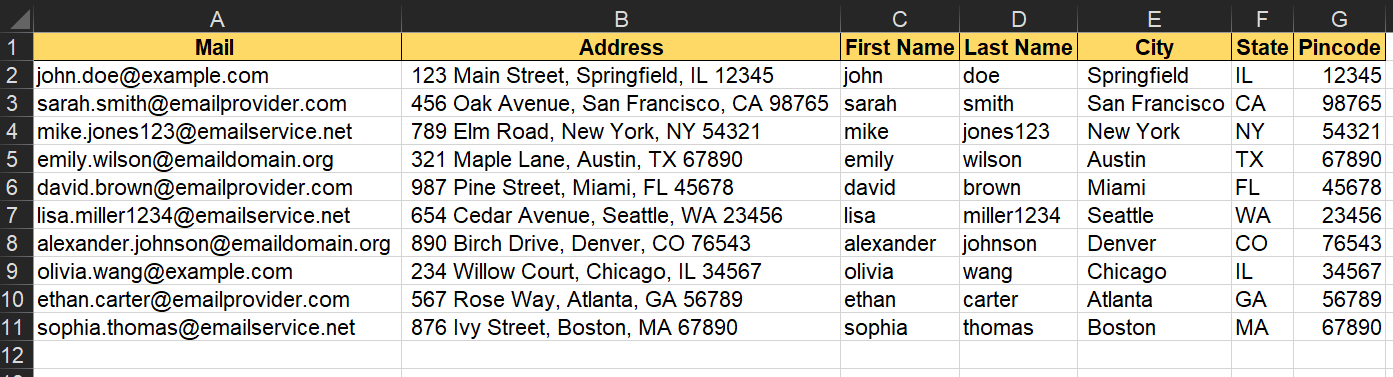 A B C D E F G
1 Mail Address First Name Last Name City State Pincode
2 john.doe@example.com 123 Main Street, Springfield, IL 12345 john doe Springfield IL 12345
3 sarah.smith@emailprovider.com 456 Oak Avenue, San Francisco, CA 98765 sarah smith San Francisco CA 98765
4 mike.jones123@emailservice.net 789 Elm Road, New York, NY 54321 mike jones123 New York NY 54321
5 emily.wilson@emaildomain.org 321 Maple Lane, Austin, TX 67890 emily wilson Austin TX 67890
6 david.brown@emailprovider.com 987 Pine Street, Miami, FL 45678 david brown Miami FL 45678
7 lisa.miller1234@emailservice.net 654 Cedar Avenue, Seattle, WA 23456 lisa miller1234 Seattle WA 23456
8 alexander.johnson@emaildomain.org 890 Birch Drive, Denver, CO 76543 alexander johnson Denver CO 76543
9 olivia.wang@example.com 234 Willow Court, Chicago, IL 34567 olivia wang Chicago IL 34567
10 ethan.carter@emailprovider.com 567 Rose Way, Atlanta, GA 56789 ethan carter Atlanta GA 56789
11 sophia.thomas@emailservice.net 876 Ivy Street, Boston, MA 67890 sophia thomas Boston MA 67890
12